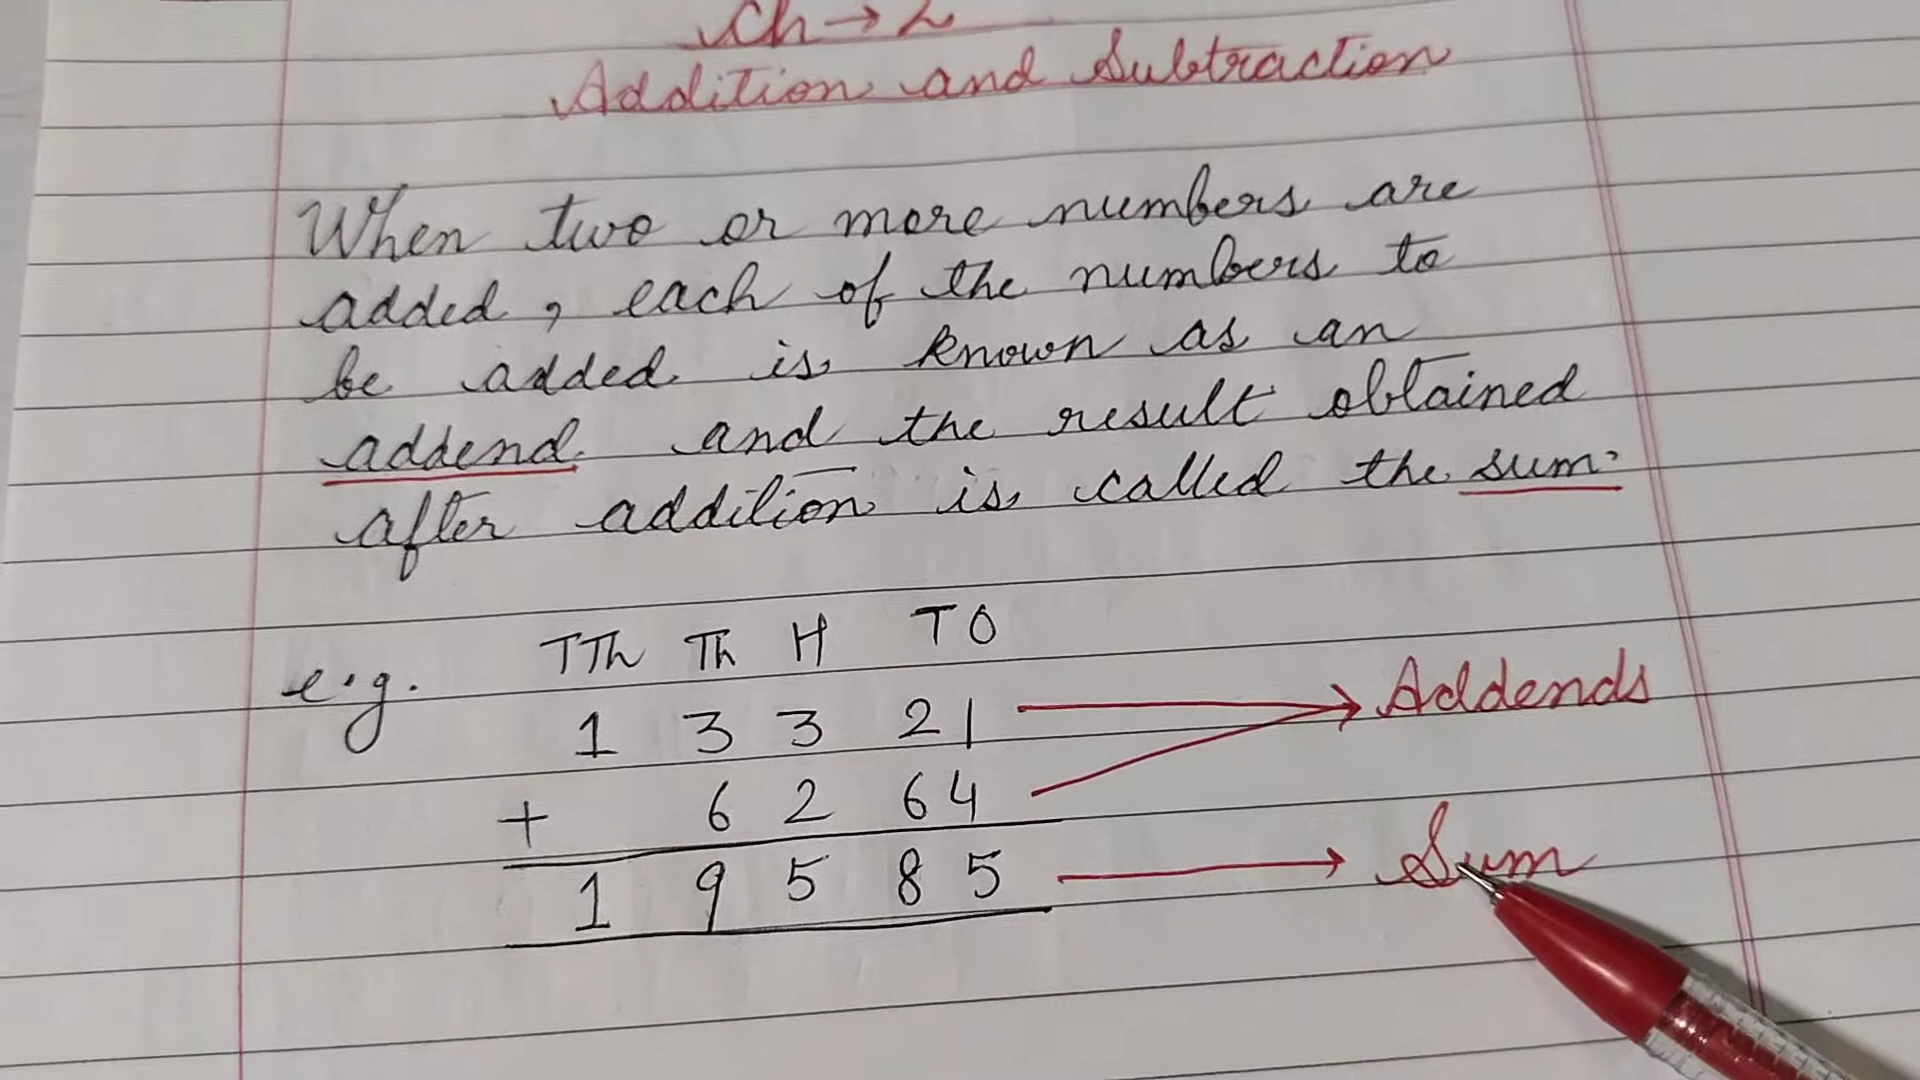 Ch → 2
Addition and Subtraction
When two or more numbers are
added, each of the numbers to
be added is known as an
addend and the result obtained
after addition is called the sum.
e.g. TTh Th H T O
1 3 3 2 1 → Addends
+ 6 2 6 4
1 9 5 8 5 → Sum